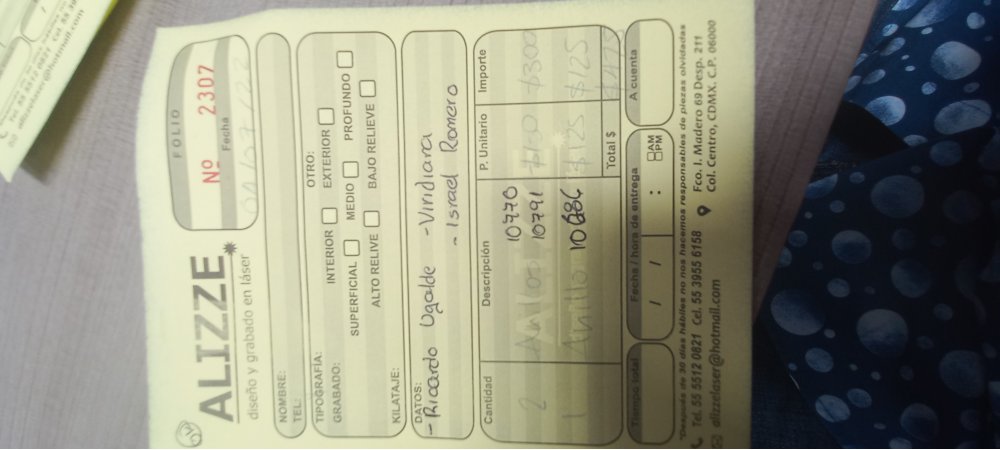 ALIZZE
diseño y grabado en láser
FOLIO
Nº 2307
Fecha
NOMBRE:
TEL:
TIPOGRAFÍA:
OTRO:
GRABADO:
INTERIOR
EXTERIOR
SUPERFICIAL
MEDIO
PROFUNDO
ALTO RELIVE
BAJO RELIEVE
KILATAJE:
DATOS:
- Ricardo Ugalde - Viridiana
- Israel Romero
Cantidad Descripción P. Unitario Importe
10770
2 10791 $300
1 Anillo $125 $125
Total $
Tiempo total
Fecha / hora de entrega
/ / : AM PM
A cuenta
*Después de 30 días hábiles no nos hacemos responsables de piezas olvidadas
Tel. 55 5512 0821 Cel. 55 3955 6158
alizzelaser@hotmail.com
Fco. I. Madero 69 Desp. 211
Col. Centro, CDMX. C.P. 06000